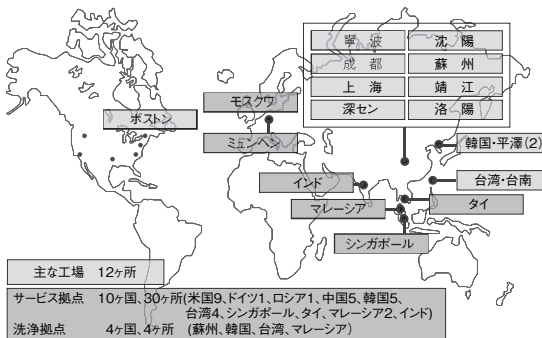 寧波 沈陽
成都 蘇州
上海 靖江
深セン 洛陽
モスクワ
ボストン
ミュンヘン
韓国・平澤(2)
インド
台湾・台南
マレーシア
タイ
シンガポール
主な工場 12ヶ所
サービス拠点 10ヶ国、30ヶ所(米国9、ドイツ1、ロシア1、中国5、韓国5、
台湾4、シンガポール、タイ、マレーシア2、インド)
洗浄拠点 4ヶ国、4ヶ所 (蘇州、韓国、台湾、マレーシア)